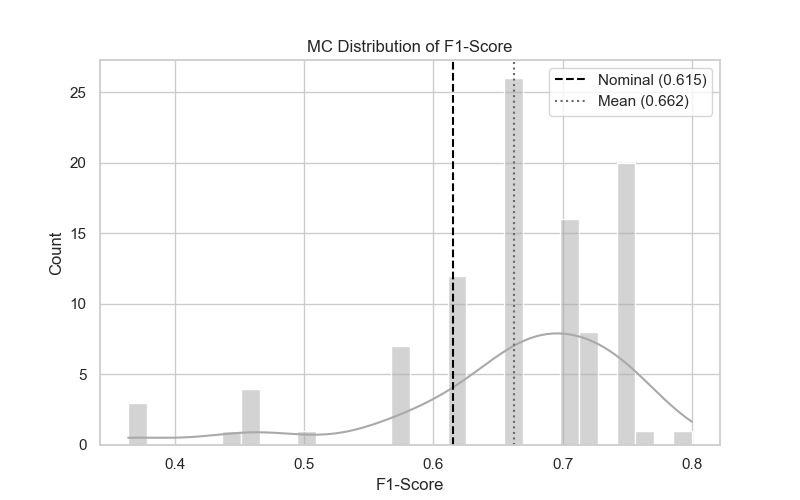 MC Distribution of F1-Score
Nominal (0.615)
Mean (0.662)
Count
25
20
15
10
5
0
0.4 0.5 0.6 0.7 0.8
F1-Score